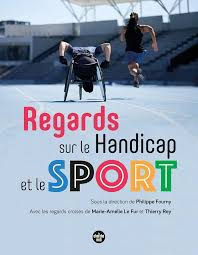 Regards
sur le Handicap
et le SPORT
Sous la direction de Philippe Fourny
Avec les regards croisés de Marie-Amélie Le Fur et Thierry Rey